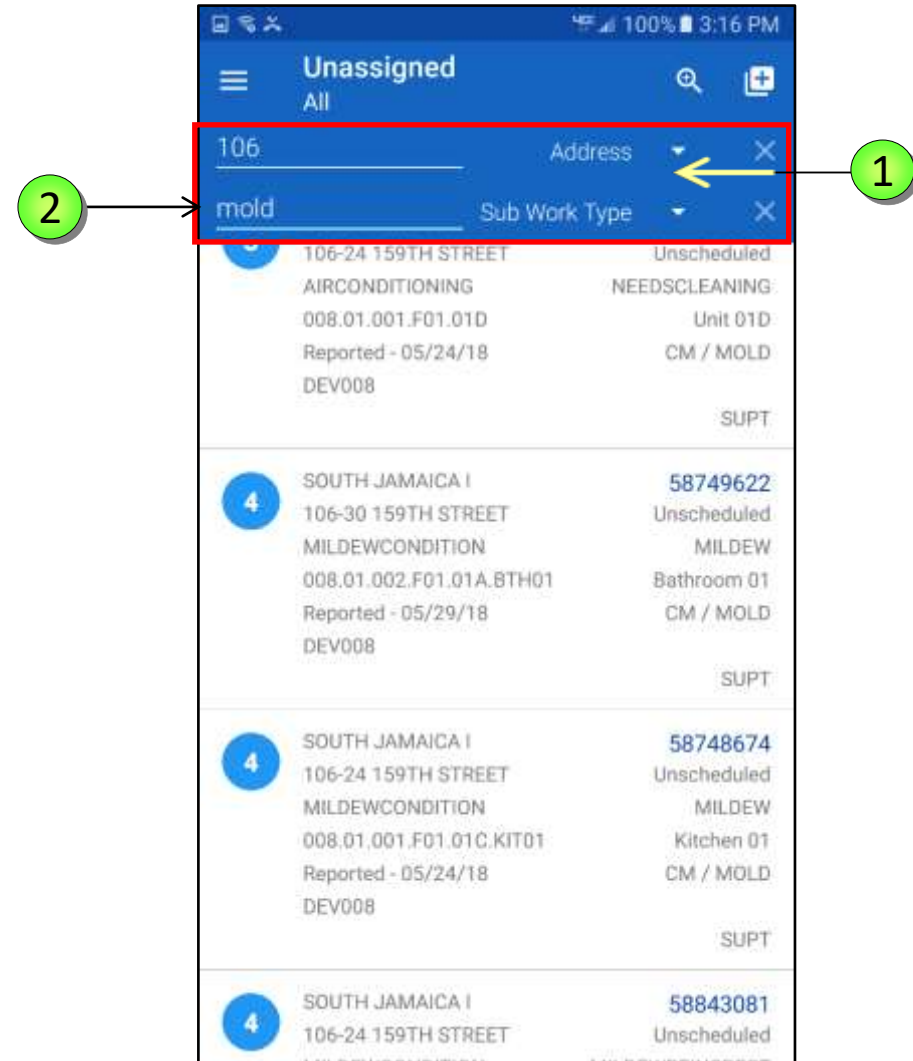 100% 3:16 PM
Unassigned
All
106 Address
1
2
mold Sub Work Type
106-24 159TH STREET Unscheduled
AIRCONDITIONING NEEDSCLEANING
008.01.001.F01.01D Unit 01D
Reported - 05/24/18 CM / MOLD
DEV008
SUPT
4 SOUTH JAMAICA I 58749622
106-30 159TH STREET Unscheduled
MILDEWCONDITION MILDEW
008.01.002.F01.01A.BTH01 Bathroom 01
Reported - 05/29/18 CM / MOLD
DEV008
SUPT
4 SOUTH JAMAICA I 58748674
106-24 159TH STREET Unscheduled
MILDEWCONDITION MILDEW
008.01.001.F01.01C.KIT01 Kitchen 01
Reported - 05/24/18 CM / MOLD
DEV008
SUPT
4 SOUTH JAMAICA I 58843081
106-24 159TH STREET Unscheduled